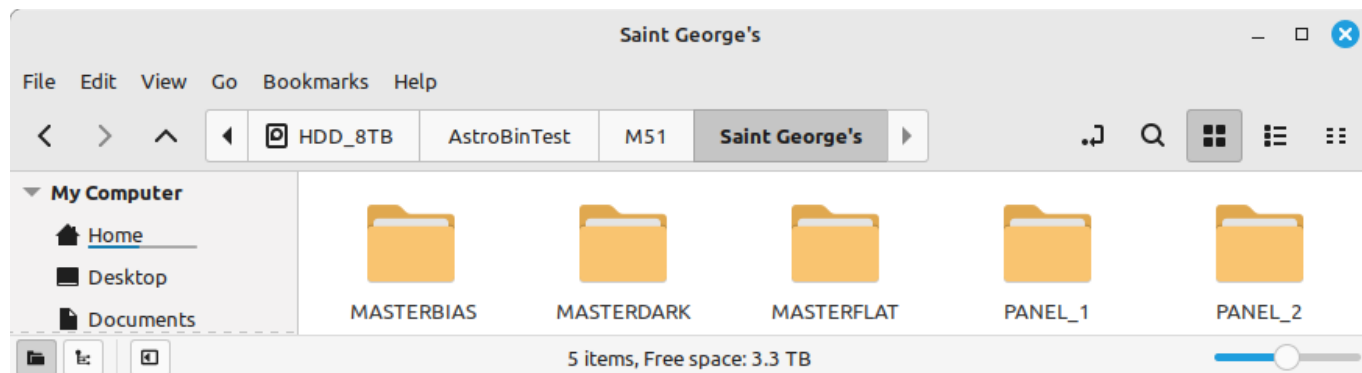 Saint George's
File Edit View Go Bookmarks Help
HDD_8TB AstroBinTest M51 Saint George's
My Computer
Home
Desktop
Documents
MASTERBIAS MASTERDARK MASTERFLAT PANEL_1 PANEL_2
5 items, Free space: 3.3 TB